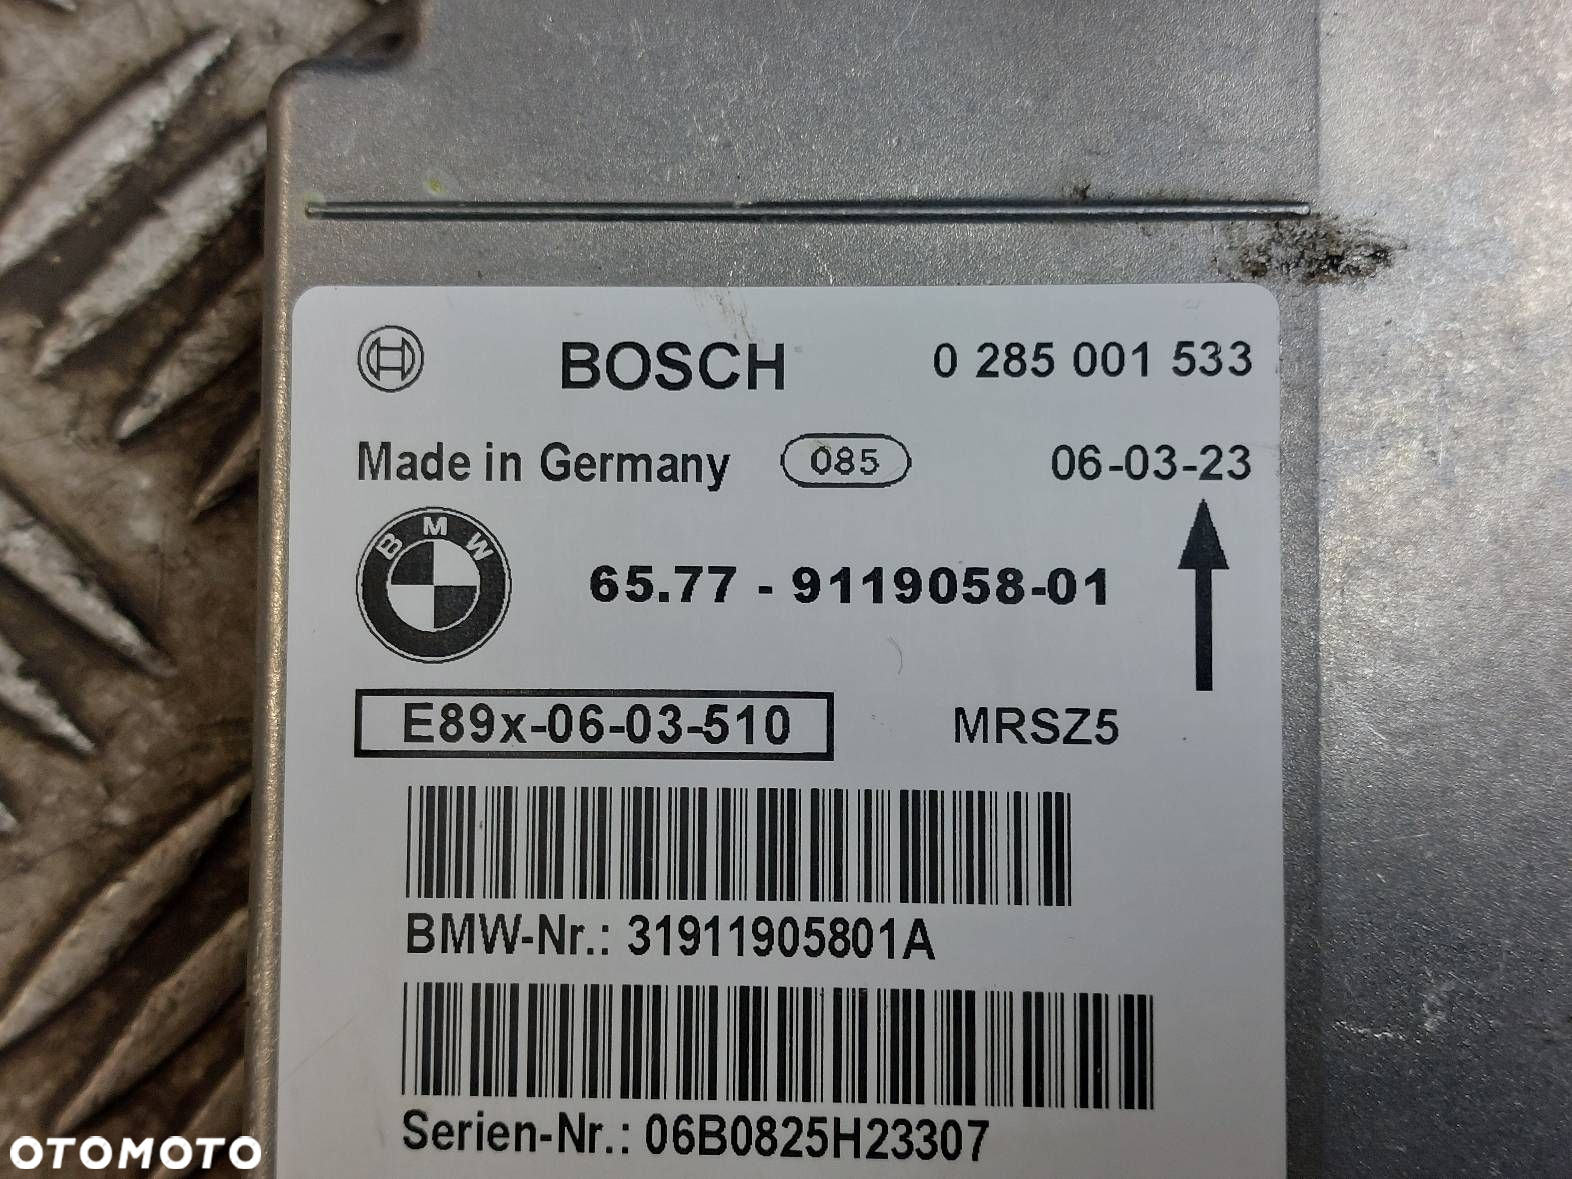 BOSCH 0 285 001 533
Made in Germany 085 06-03-23
BMW
65.77 - 9119058-01
E89x-06-03-510 MRSZ5
BMW-Nr.: 31911905801A
Serien-Nr.: 06B0825H23307
OTOMOTO